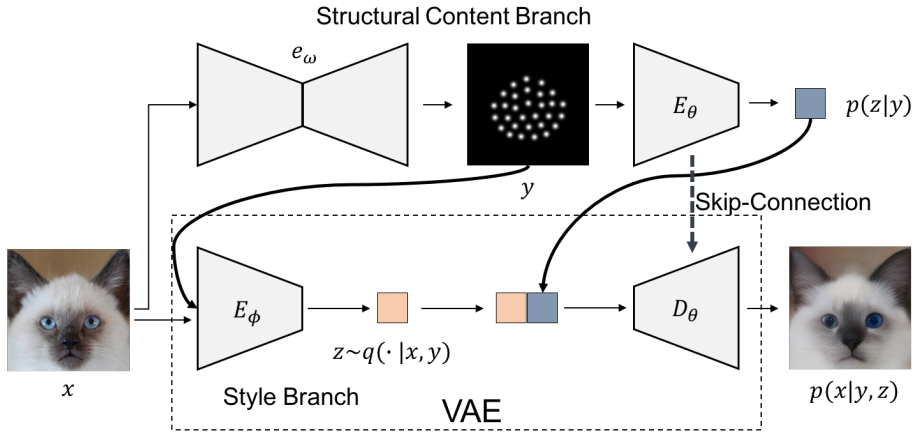 Structural Content Branch
e_ω
E_θ
p(z|y)
y
Skip-Connection
E_ϕ
D_θ
z~q(· |x, y)
x
p(x|y, z)
Style Branch
VAE